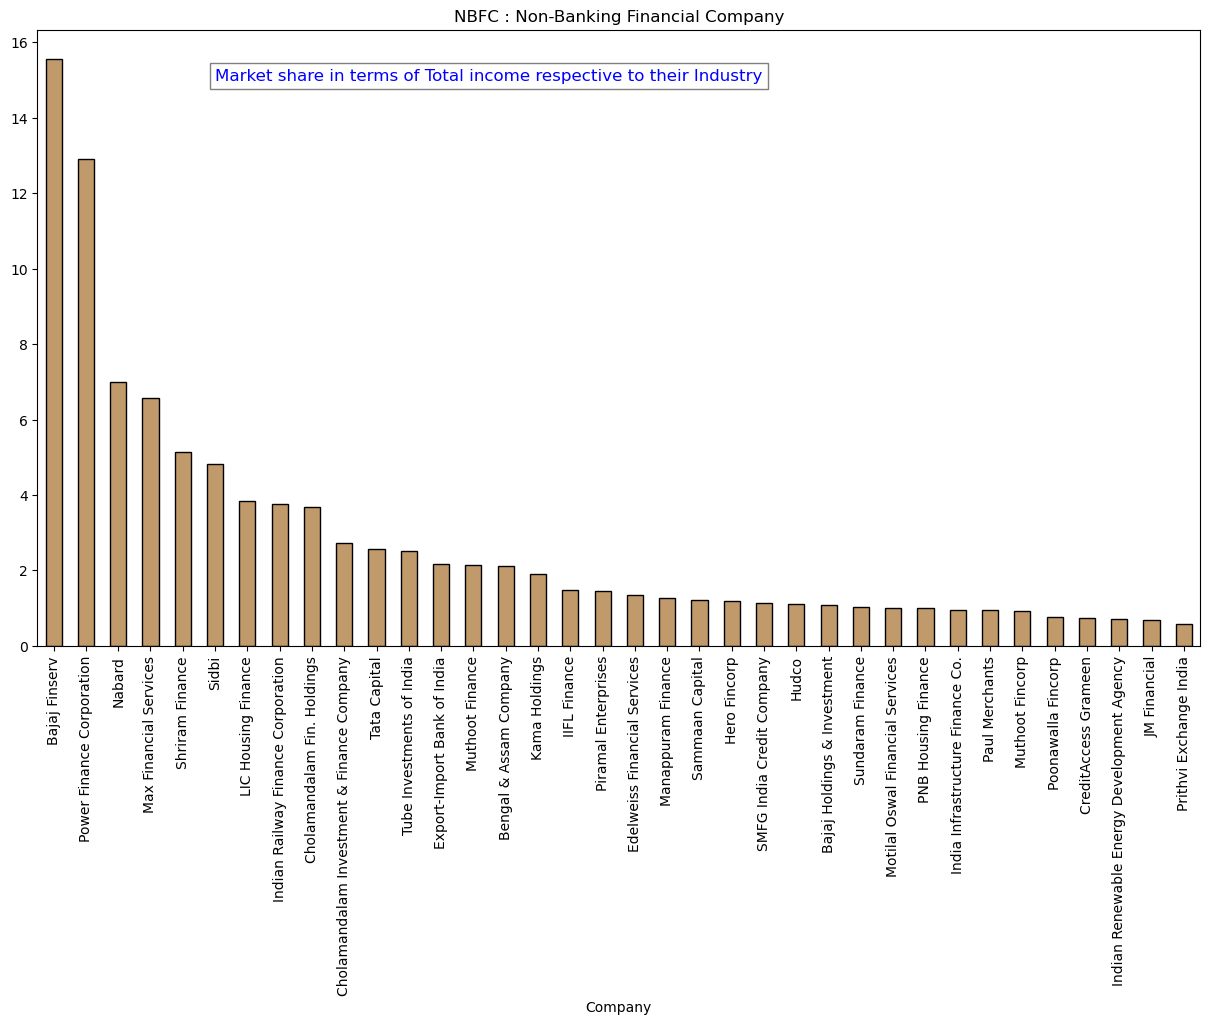 NBFC : Non-Banking Financial Company
Market share in terms of Total income respective to their Industry
16
14
12
10
8
6
4
2
0
Bajaj Finserv
Power Finance Corporation
Nabard
Max Financial Services
Shriram Finance
Sidbi
LIC Housing Finance
Indian Railway Finance Corporation
Cholamandalam Fin. Holdings
Cholamandalam Investment & Finance Company
Tata Capital
Tube Investments of India
Export-Import Bank of India
Muthoot Finance
Bengal & Assam Company
Kama Holdings
IIFL Finance
Piramal Enterprises
Edelweiss Financial Services
Manappuram Finance
Sammaan Capital
Hero Fincorp
SMFG India Credit Company
Hudco
Bajaj Holdings & Investment
Sundaram Finance
Motilal Oswal Financial Services
PNB Housing Finance
India Infrastructure Finance Co.
Paul Merchants
Muthoot Fincorp
Poonawalla Fincorp
CreditAccess Grameen
Indian Renewable Energy Development Agency
JM Financial
Prithvi Exchange India
Company